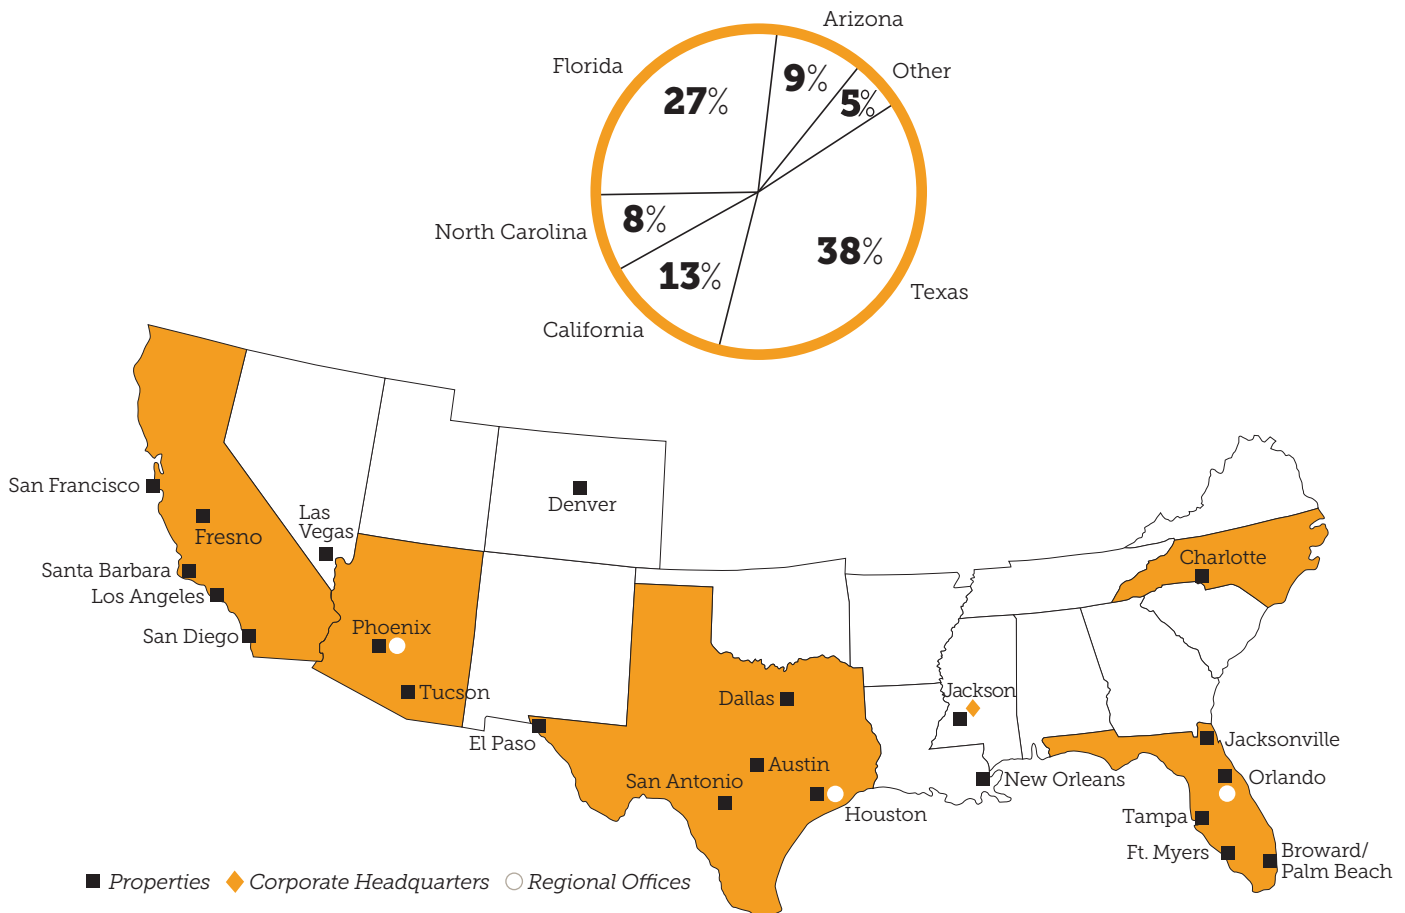 Arizona
Florida
Other
9%
27%
5%
8%
North Carolina
38%
13%
Texas
California
San Francisco
Denver
Las
Vegas
Fresno
Charlotte
Santa Barbara
Los Angeles
Phoenix
San Diego
Tucson
Jackson
Dallas
El Paso
Jacksonville
Austin
San Antonio
New Orleans
Orlando
Houston
Tampa
Ft. Myers
Broward/
Palm Beach
Properties
Corporate Headquarters
Regional Offices